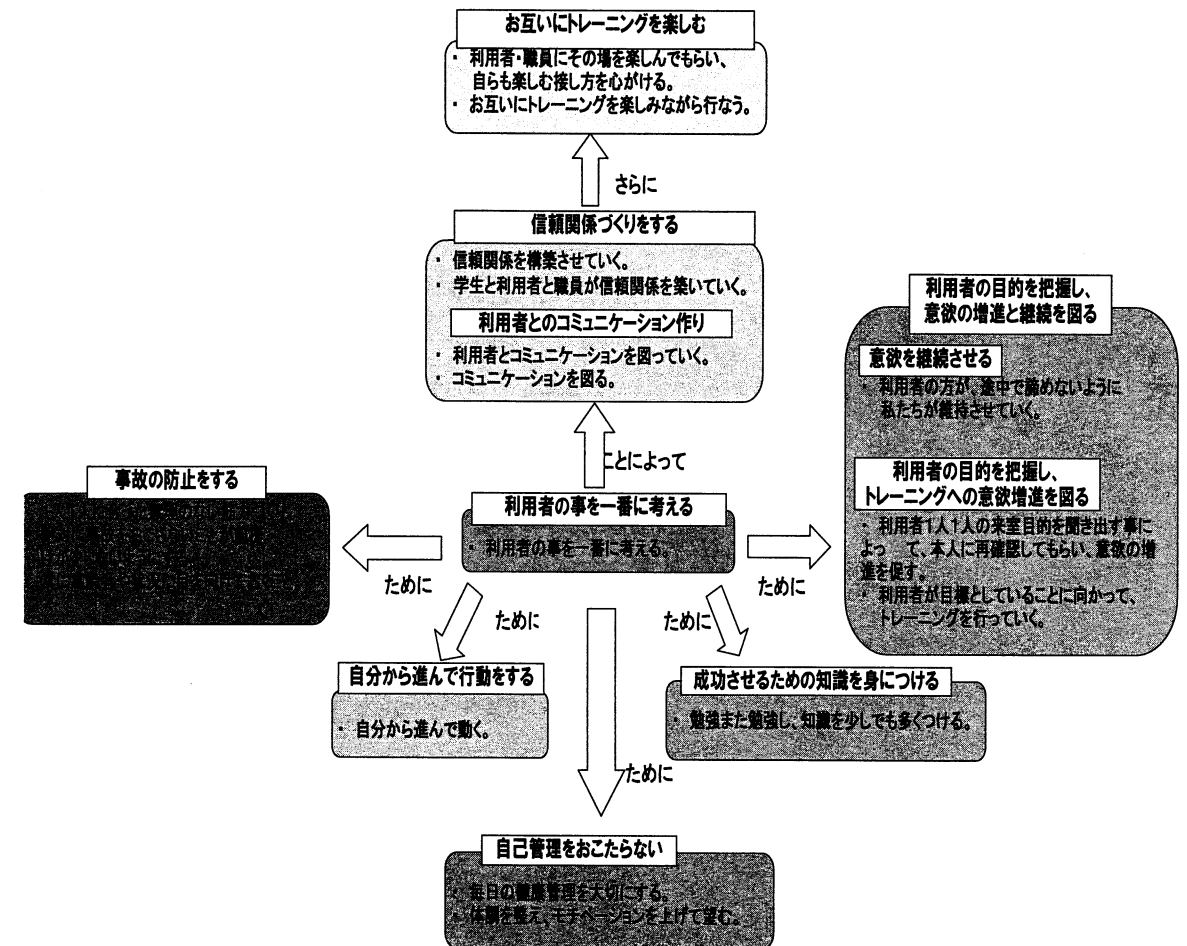 お互いにトレーニングを楽しむ
・ 利用者・職員にその場を楽しんでもらい、
自らも楽しむ接し方を心がける。
・ お互いにトレーニングを楽しみながら行なう。
さらに
信頼関係づくりをする
・ 信頼関係を構築させていく。
・ 学生と利用者と職員が信頼関係を築いていく。
利用者とのコミュニケーション作り
・ 利用者とコミュニケーションを図っていく。
・ コミュニケーションを図る。
ことによって
利用者の目的を把握し、
意欲の増進と継続を図る
意欲を継続させる
・ 利用者の方が、途中で諦めないように
私たちが維持させていく。
利用者の目的を把握し、
トレーニングへの意欲増進を図る
・ 利用者1人1人の来室目的を聞き出す事に
よっ て、本人に再確認してもらい、意欲の増
進を促す。
・ 利用者が目標としていることに向かって、
トレーニングを行っていく。
事故の防止をする
利用者の事を一番に考える
・ 利用者の事を一番に考える。
ために
ために
ために
ために
自分から進んで行動をする
・ 自分から進んで動く。
成功させるための知識を身につける
・ 勉強また勉強し、知識を少しでも多くつける。
ために
自己管理をおこたらない
・ 毎日の健康管理を大切にする。
・ 体調を整え、モチベーションを上げて望む。